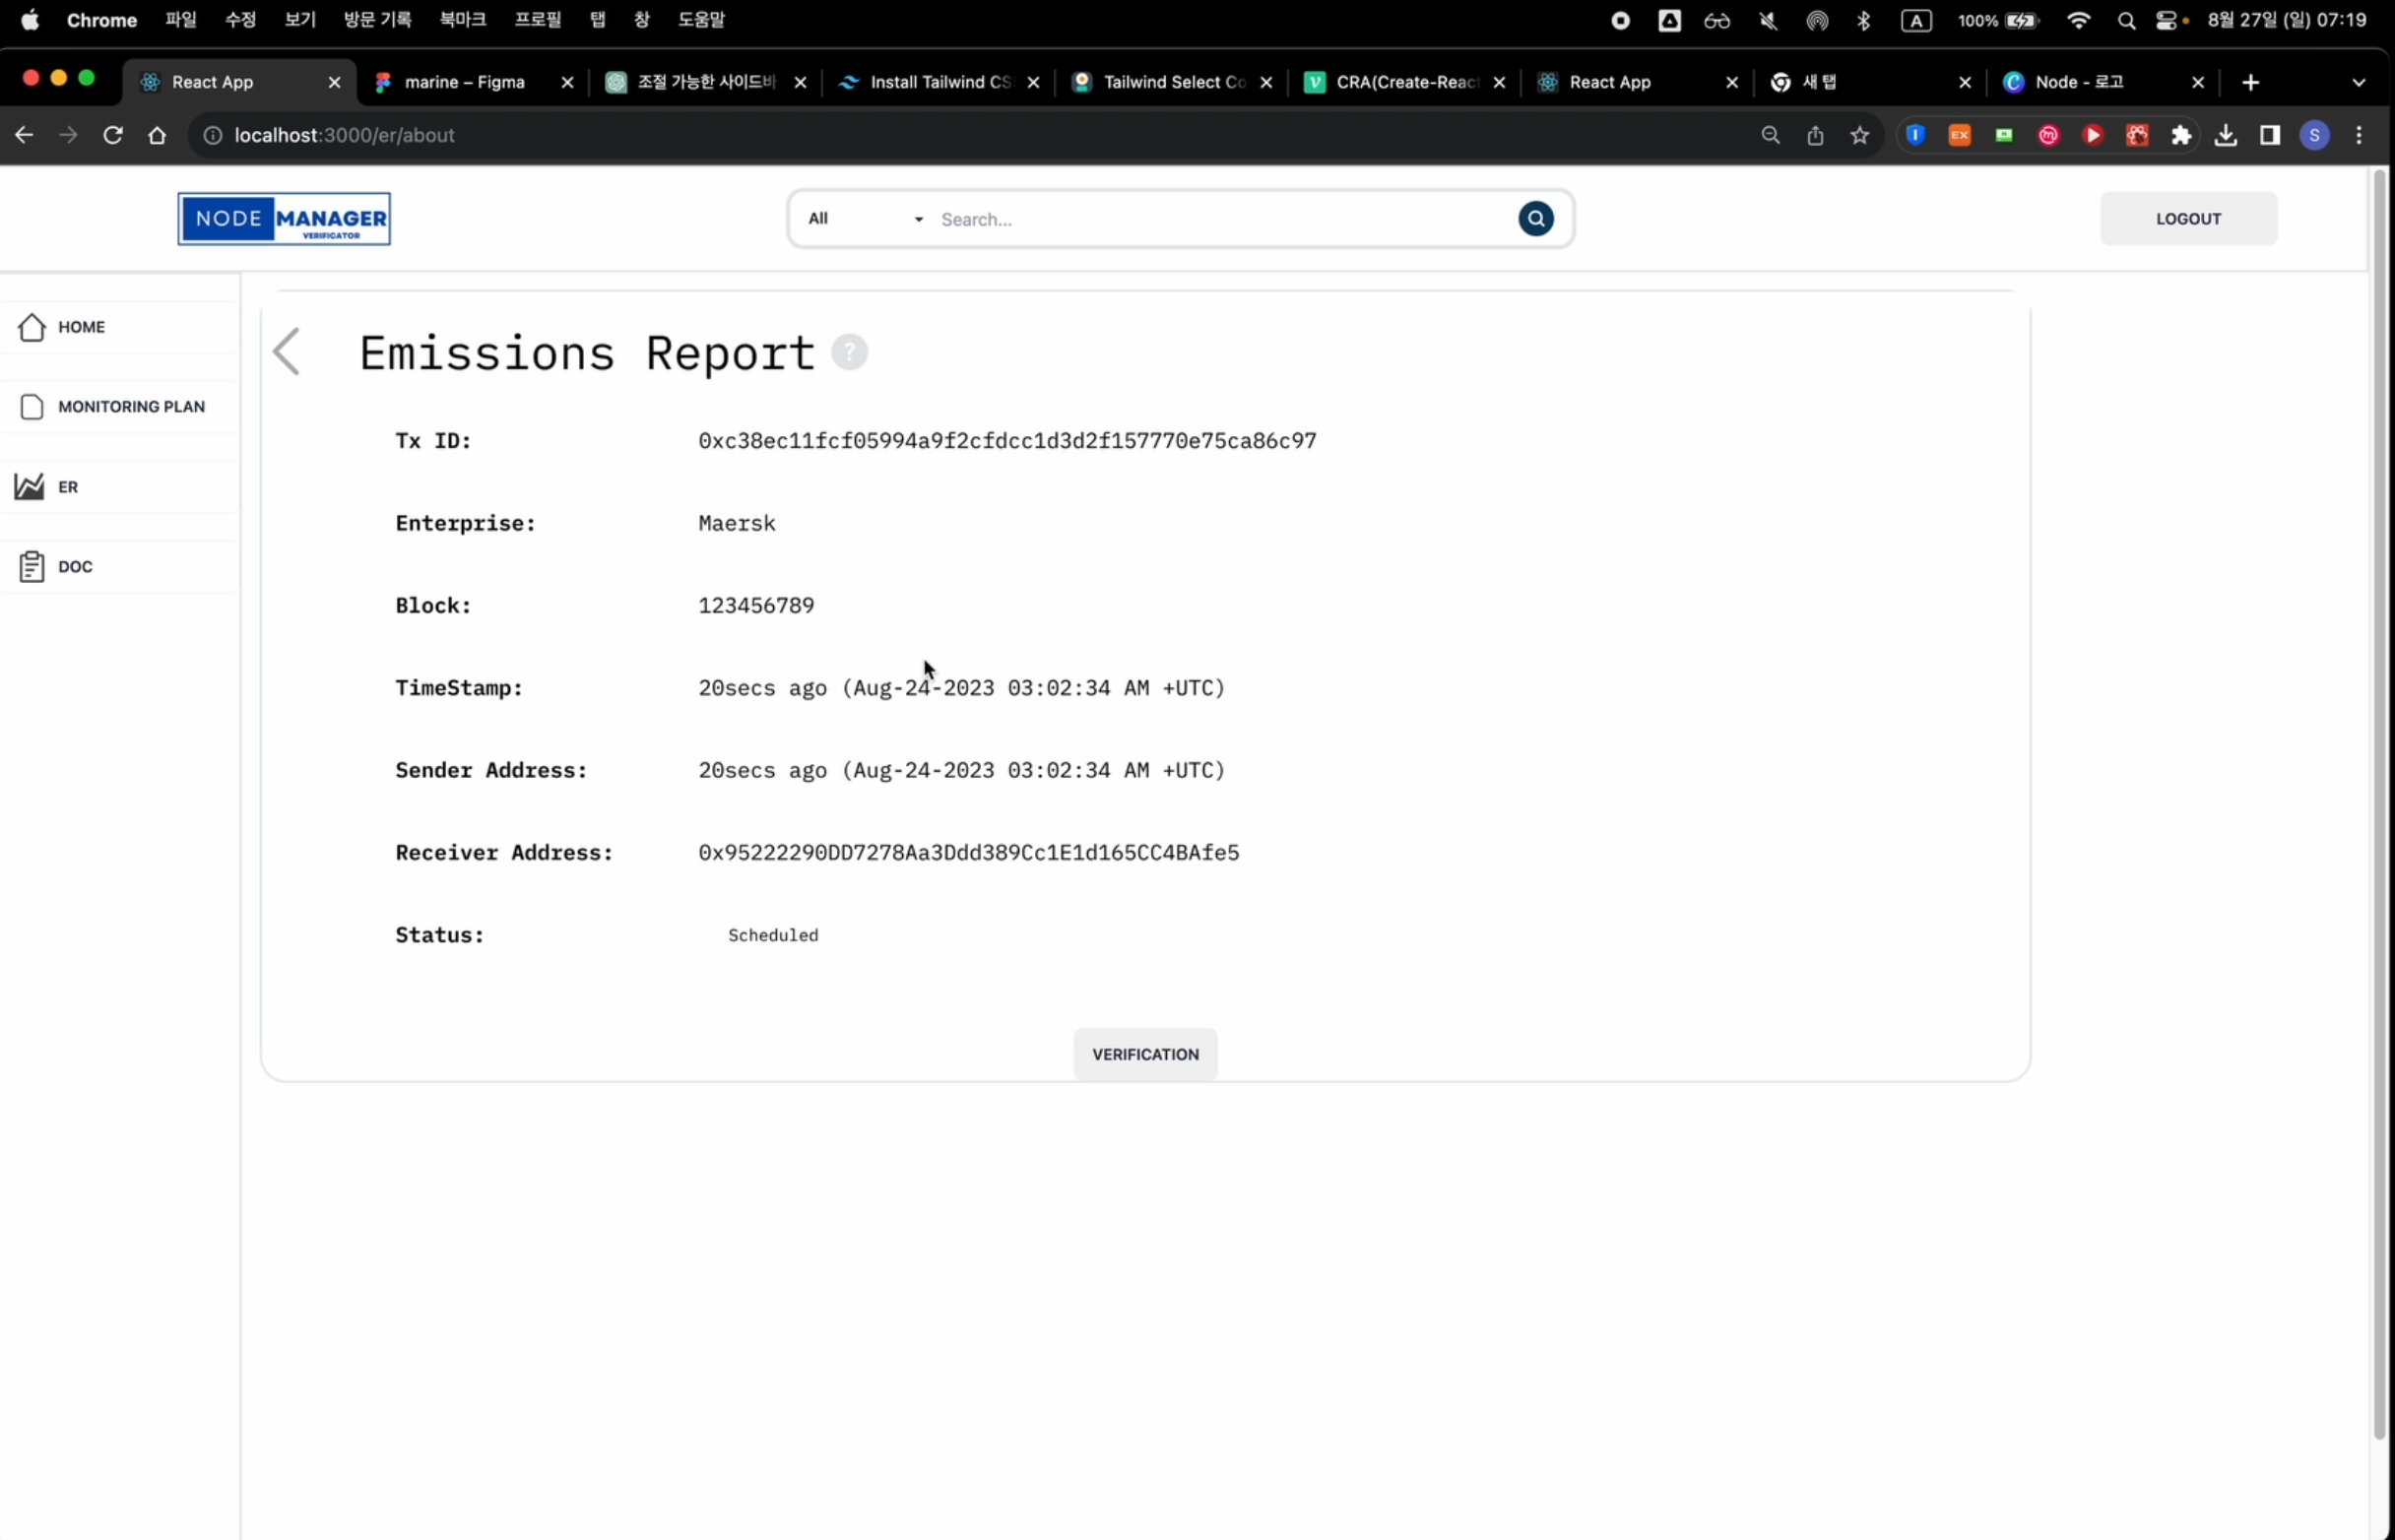 Chrome 파일 수정 보기 방문 기록 북마크 프로필 탭 창 도움말 A 100% 8월 27일 (일) 07:19
React App marine – Figma 조절 가능한 사이드바 Install Tailwind CS Tailwind Select Co CRA(Create-React React App 새 탭 Node - 로고
localhost:3000/er/about EX S
NODE MANAGER
VERIFICATOR
All Search... LOGOUT
HOME
MONITORING PLAN
ER
DOC
Emissions Report ?
Tx ID: 0xc38ec11fcf05994a9f2cfdcc1d3d2f157770e75ca86c97
Enterprise: Maersk
Block: 123456789
TimeStamp: 20secs ago (Aug-24-2023 03:02:34 AM +UTC)
Sender Address: 20secs ago (Aug-24-2023 03:02:34 AM +UTC)
Receiver Address: 0x95222290DD7278Aa3Ddd389Cc1E1d165CC4BAfe5
Status: Scheduled
VERIFICATION